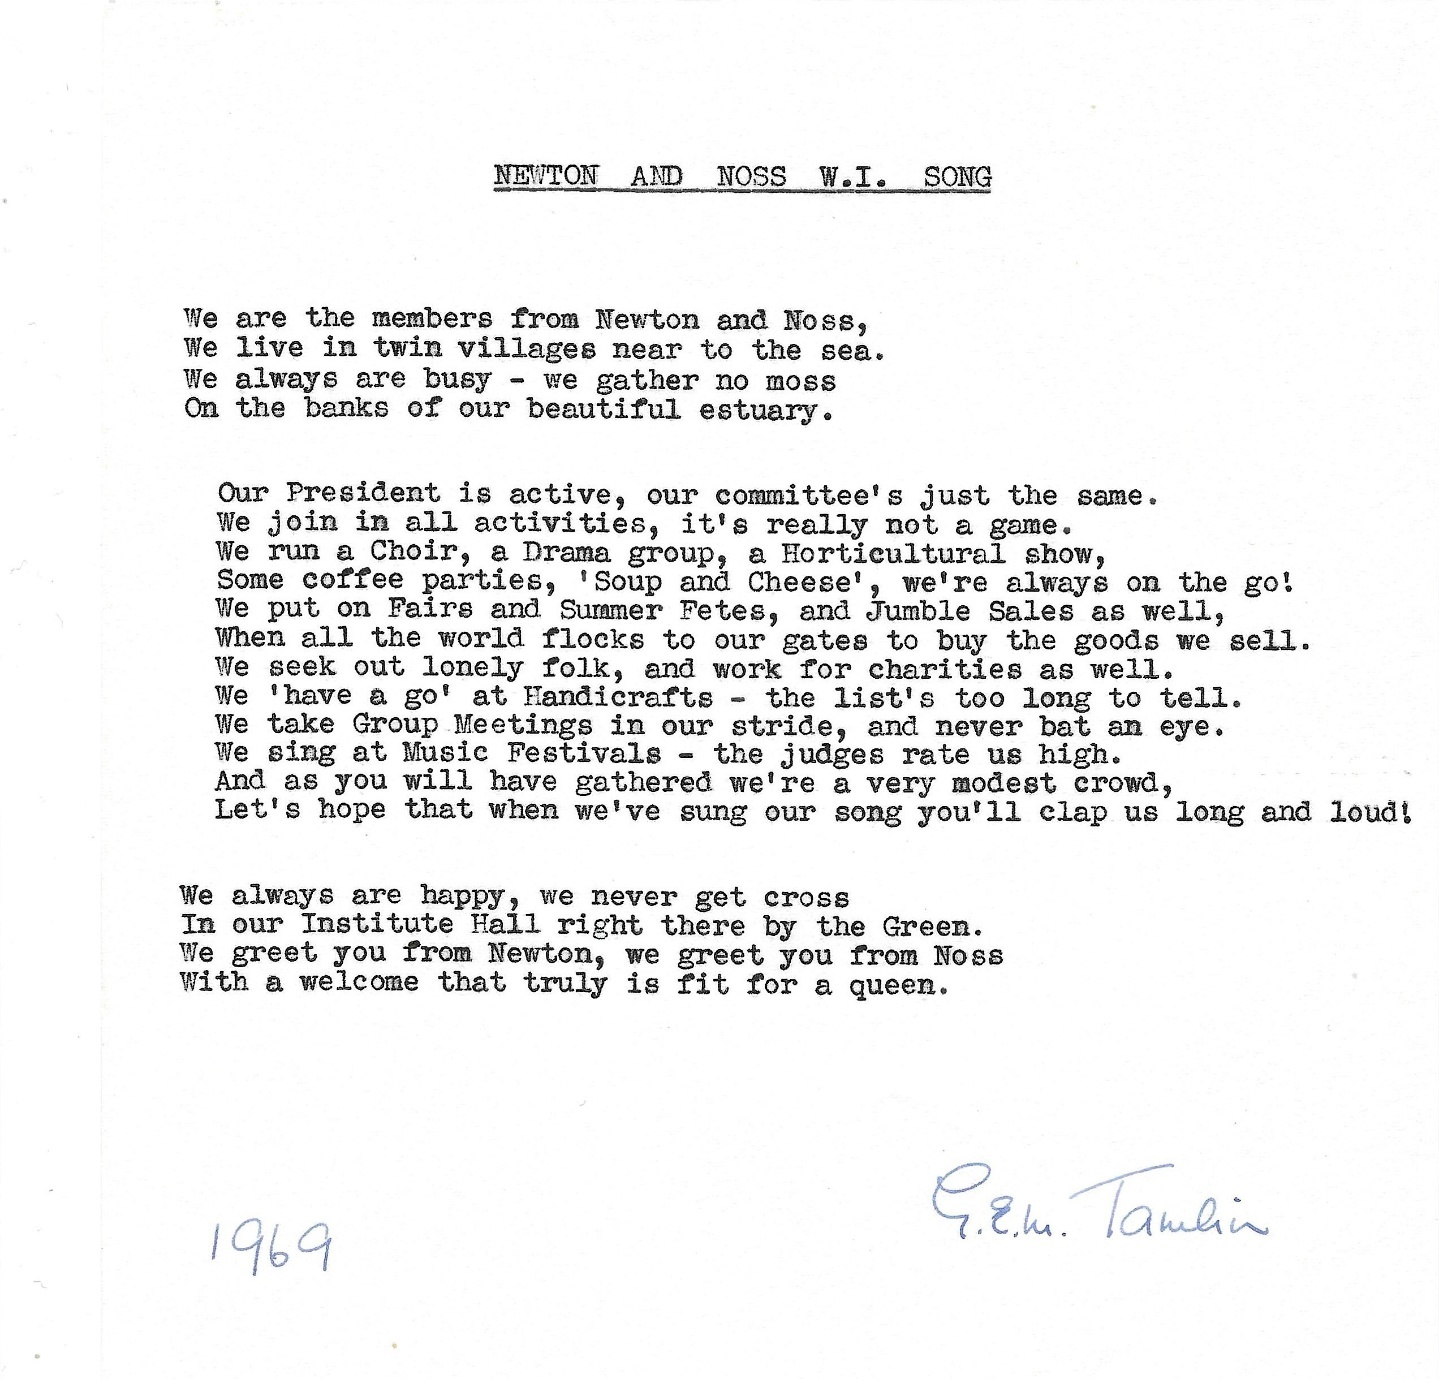 NEWTON AND NOSS W.I. SONG
We are the members from Newton and Noss,
We live in twin villages near to the sea.
We always are busy - we gather no moss
On the banks of our beautiful estuary.
Our President is active, our committee's just the same.
We join in all activities, it's really not a game.
We run a Choir, a Drama group, a Horticultural show,
Some coffee parties, 'Soup and Cheese', we're always on the go!
We put on Fairs and Summer Fetes, and Jumble Sales as well,
When all the world flocks to our gates to buy the goods we sell.
We seek out lonely folk, and work for charities as well.
We 'have a go' at Handicrafts - the list's too long to tell.
We take Group Meetings in our stride, and never bat an eye.
We sing at Music Festivals - the judges rate us high.
And as you will have gathered we're a very modest crowd,
Let's hope that when we've sung our song you'll clap us long and loud!
We always are happy, we never get cross
In our Institute Hall right there by the Green.
We greet you from Newton, we greet you from Noss
With a welcome that truly is fit for a queen.
G.E.M. Tamlin
1969